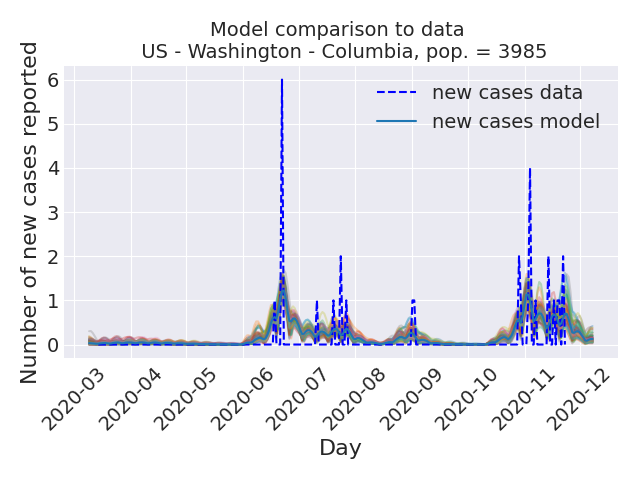 Model comparison to data
US - Washington - Columbia, pop. = 3985
Number of new cases reported
6
5
4
3
2
1
0
new cases data
new cases model
2020-03
2020-04
2020-05
2020-06
2020-07
2020-08
2020-09
2020-10
2020-11
2020-12
Day